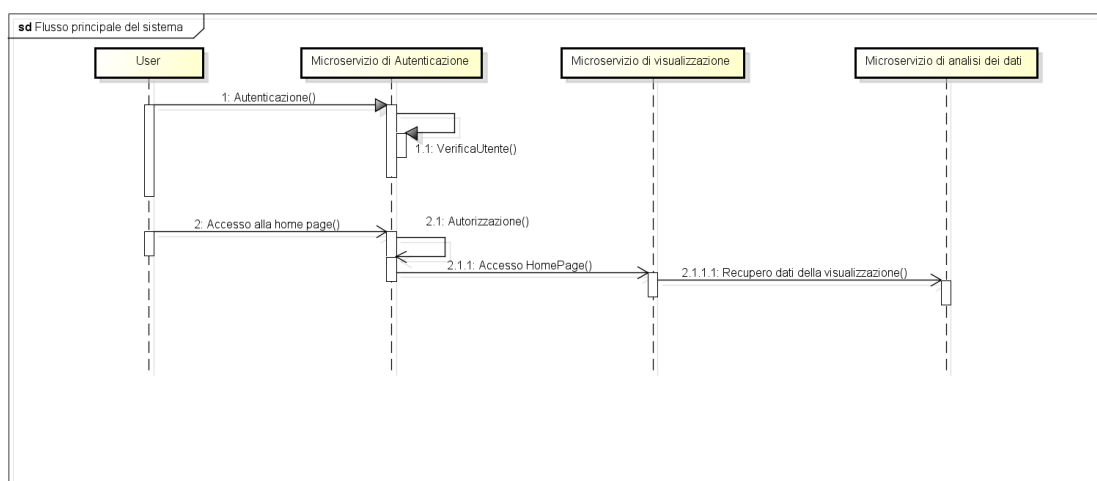 sd Flusso principale del sistema
User
Microservizio di Autenticazione
Microservizio di visualizzazione
Microservizio di analisi dei dati
1: Autenticazione()
1.1: VerificaUtente()
2: Accesso alla home page()
2.1: Autorizzazione()
2.1.1: Accesso HomePage()
2.1.1.1: Recupero dati della visualizzazione()